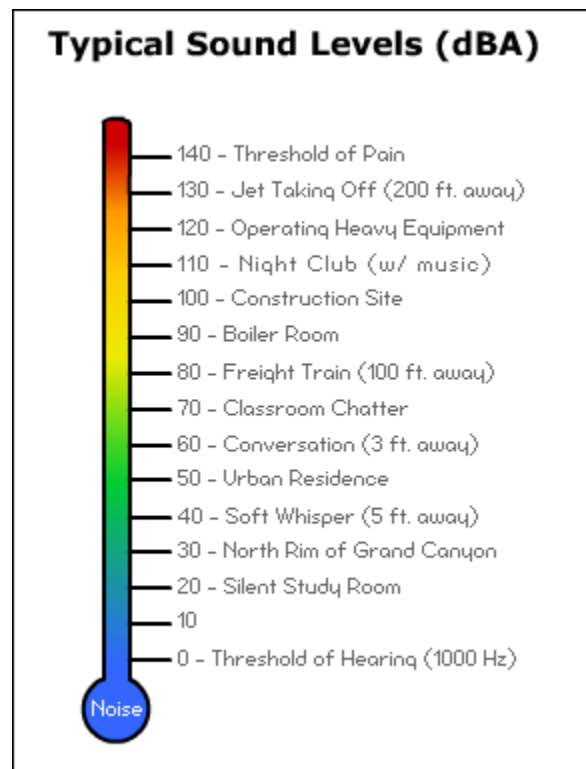 Typical Sound Levels (dBA)
140 - Threshold of Pain
130 - Jet Taking Off (200 ft. away)
120 - Operating Heavy Equipment
110 - Night Club (w/ music)
100 - Construction Site
90 - Boiler Room
80 - Freight Train (100 ft. away)
70 - Classroom Chatter
60 - Conversation (3 ft. away)
50 - Urban Residence
40 - Soft Whisper (5 ft. away)
30 - North Rim of Grand Canyon
20 - Silent Study Room
10
0 - Threshold of Hearing (1000 Hz)
Noise